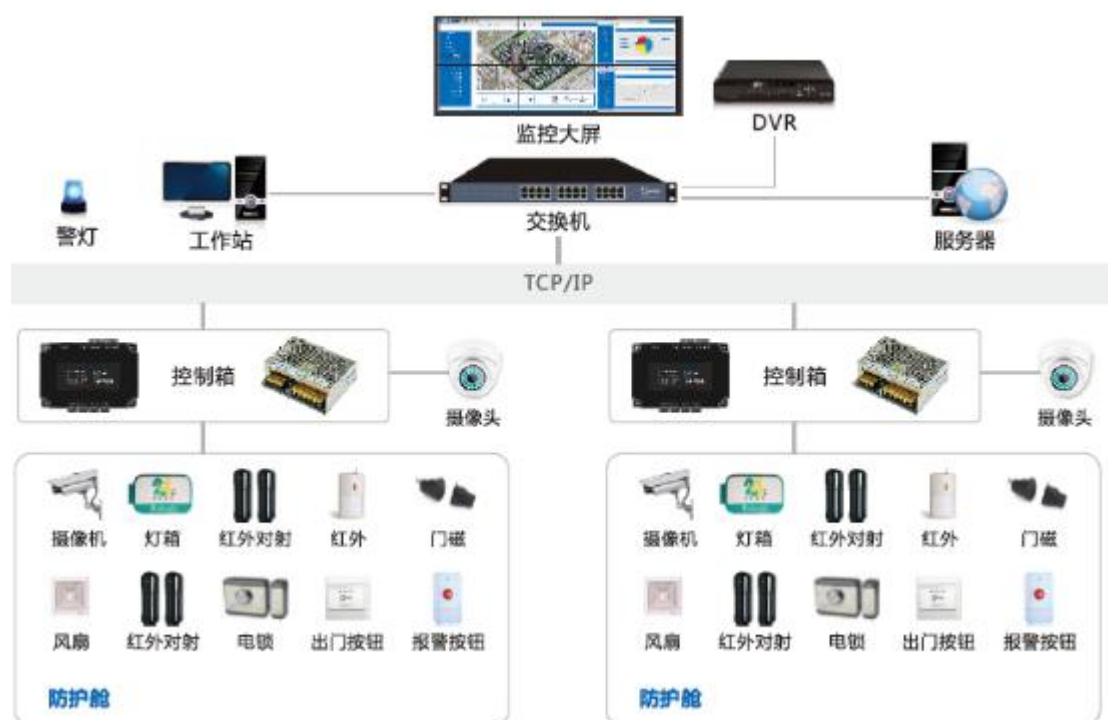 监控大屏
DVR
交换机
警灯
工作站
服务器
TCP/IP
控制箱
摄像头
控制箱
摄像头
摄像机 灯箱 红外对射 红外 门磁
风扇 红外对射 电锁 出门按钮 报警按钮
防护舱
摄像机 灯箱 红外对射 红外 门磁
风扇 红外对射 电锁 出门按钮 报警按钮
防护舱